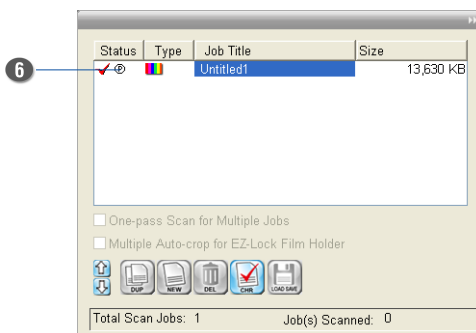 Status Type Job Title Size
6
P Untitled1 13,630 KB
One-pass Scan for Multiple Jobs
Multiple Auto-crop for EZ-Lock Film Holder
DUP NEW DEL CHK LOAD SAVE
Total Scan Jobs: 1 Job(s) Scanned: 0